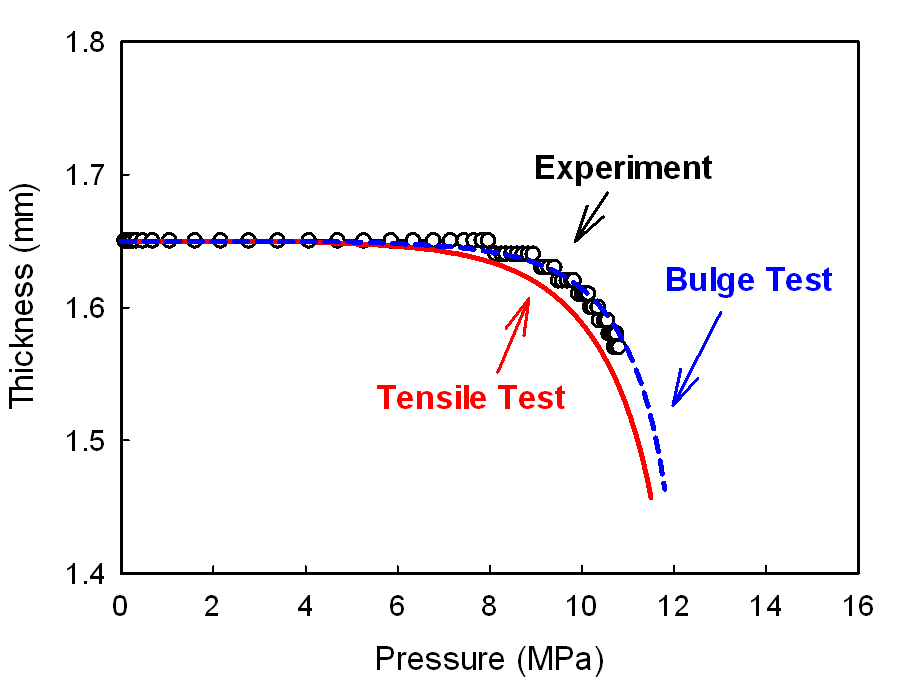 1.8
1.7
1.6
1.5
1.4
Thickness (mm)
Experiment
Bulge Test
Tensile Test
0 2 4 6 8 10 12 14 16
Pressure (MPa)